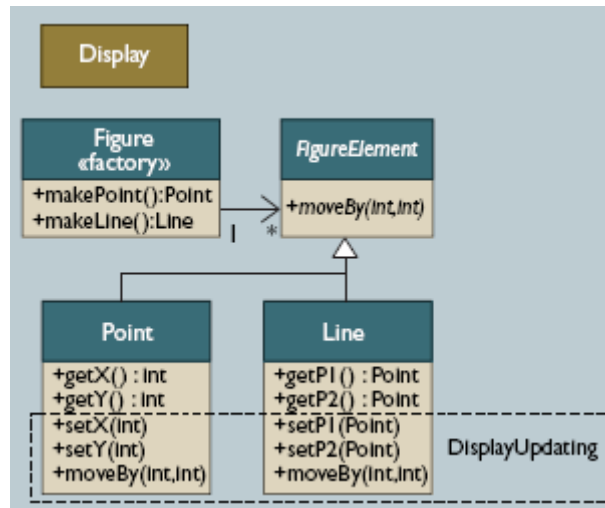 Display
Figure
«factory»
+makePoint():Point
+makeLine():Line
1
*
FigureElement
+moveBy(int,int)
Point
+getX() : int
+getY() : int
+setX(int)
+setY(int)
+moveBy(int,int)
Line
+getP1() : Point
+getP2() : Point
+setP1(Point)
+setP2(Point)
+moveBy(int,int)
DisplayUpdating